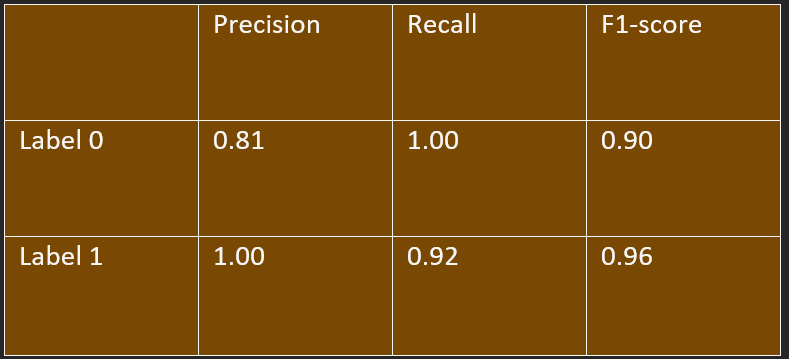 Precision Recall F1-score
Label 0 0.81 1.00 0.90
Label 1 1.00 0.92 0.96